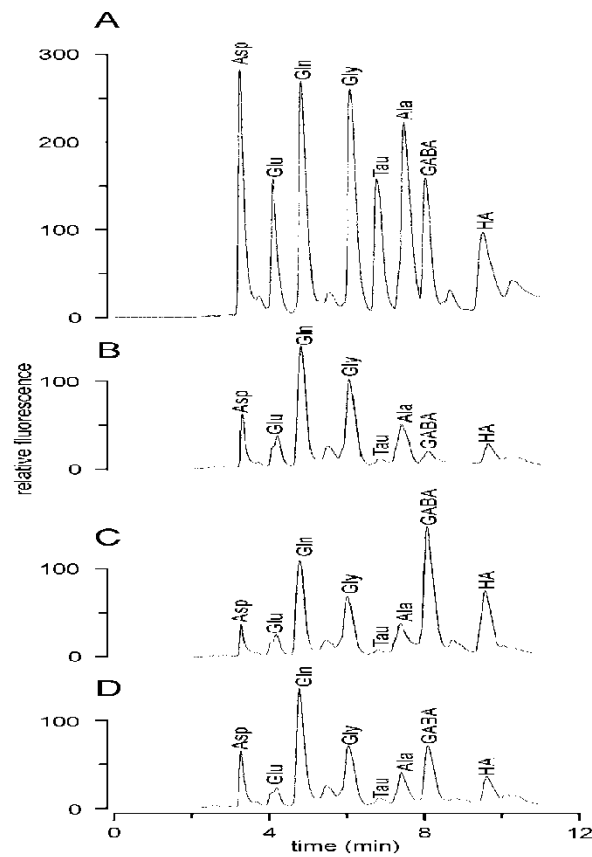 A
300
200
100
0
Asp
Glu
Gln
Gly
Tau
Ala
GABA
HA
B
100
0
Asp
Glu
Gln
Gly
Tau
Ala
GABA
HA
relative fluorescence
C
100
0
Asp
Glu
Gln
Gly
Tau
Ala
GABA
HA
D
100
0
Asp
Glu
Gln
Gly
Tau
Ala
GABA
HA
0 4 8 12
time (min)